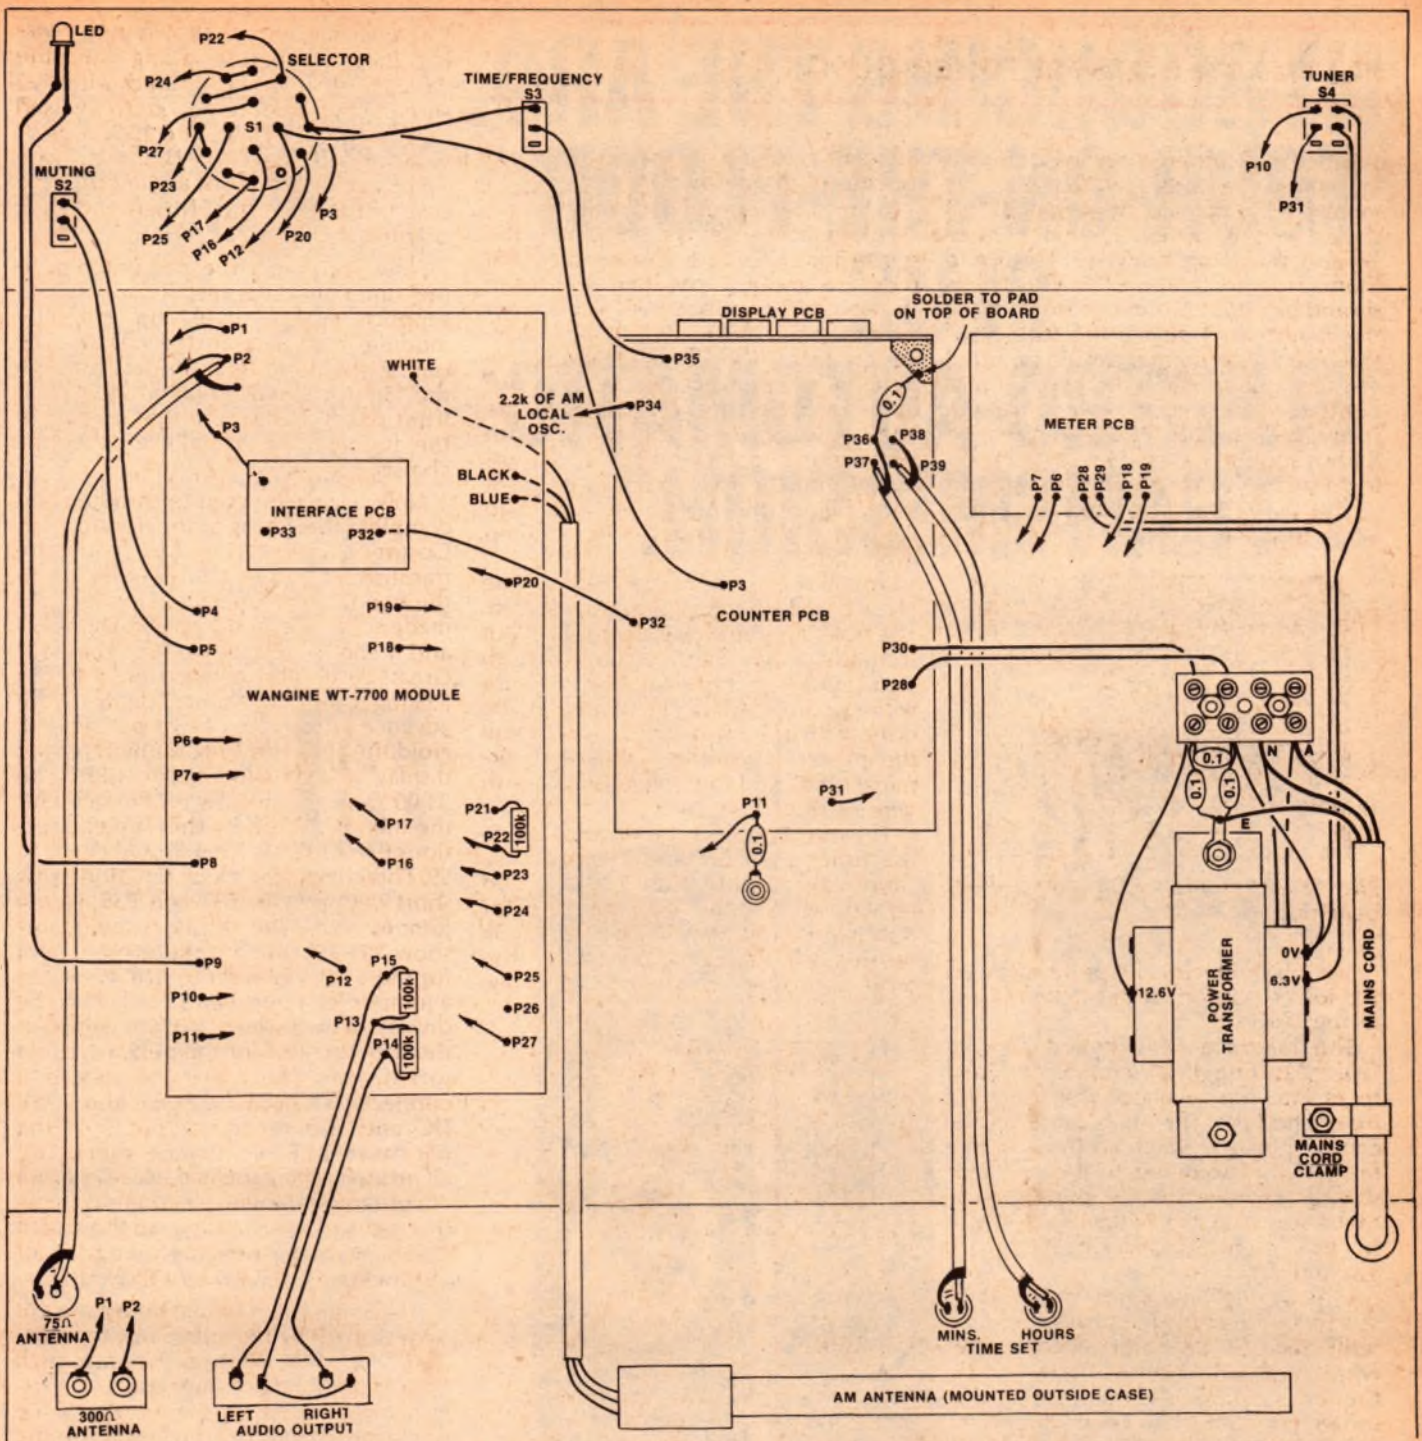 LED
P22
SELECTOR
P24
TIME/FREQUENCY
S3
TUNER
S4
S1
P27
P23
MUTING
S2
P25
P17
P16
P12
P20
P3
P10
P31
P1
P2
P3
WHITE
DISPLAY PCB
SOLDER TO PAD
ON TOP OF BOARD
P35
2.2k OF AM
LOCAL
OSC.
P34
0.1
P36
P38
P37
P39
METER PCB
P7
P6
P28
P29
P18
P19
BLACK
BLUE
INTERFACE PCB
P33
P32
P20
P3
P4
P19
COUNTER PCB
P32
P5
P18
P30
P28
WANGINE WT-7700 MODULE
P6
P7
P17
P21
P22
100k
P16
P8
P23
P24
P31
P11
0.1
0.1
0.1
0.1
N
A
E
P9
P12
P15
P25
P10
100k
P13
P26
P11
P14
100k
P27
12.6V
POWER
TRANSFORMER
0V
6.3V
MAINS CORD
MAINS
CORD
CLAMP
75Ω
ANTENNA
P1
P2
300Ω
ANTENNA
LEFT
RIGHT
AUDIO OUTPUT
MINS.
HOURS
TIME SET
AM ANTENNA (MOUNTED OUTSIDE CASE)